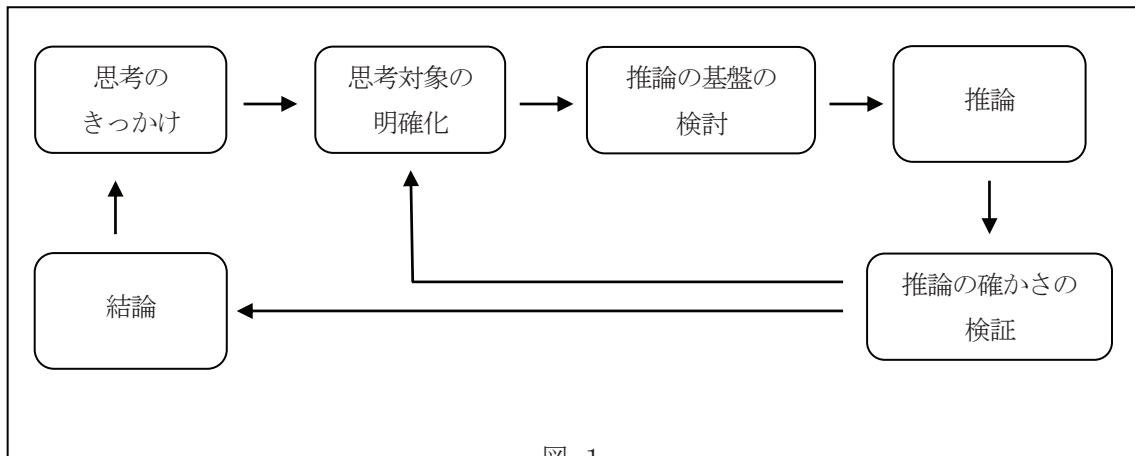 思考の
きっかけ
思考対象の
明確化
推論の基盤の
検討
推論
結論
推論の確かさの
検証
図 1